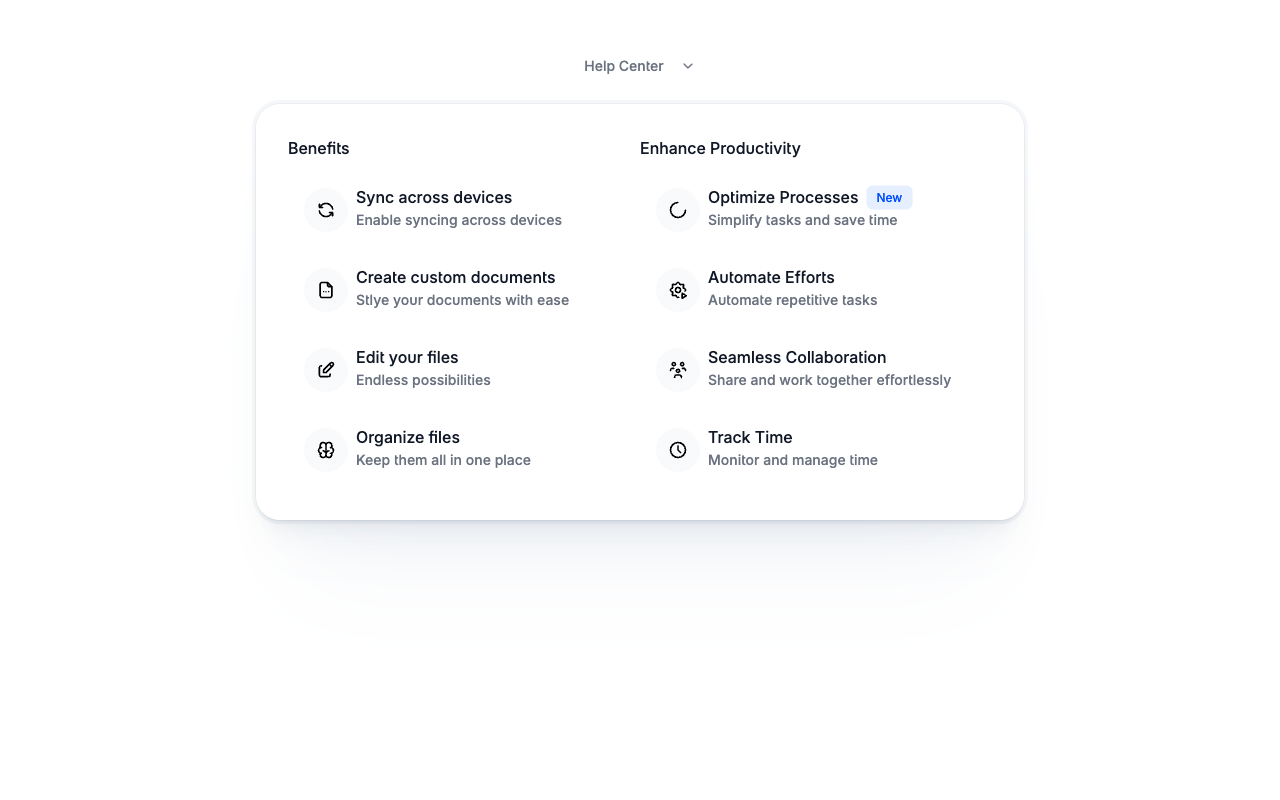 Help Center
Benefits
Sync across devices
Enable syncing across devices
Create custom documents
Stlye your documents with ease
Edit your files
Endless possibilities
Organize files
Keep them all in one place
Enhance Productivity
Optimize Processes New
Simplify tasks and save time
Automate Efforts
Automate repetitive tasks
Seamless Collaboration
Share and work together effortlessly
Track Time
Monitor and manage time